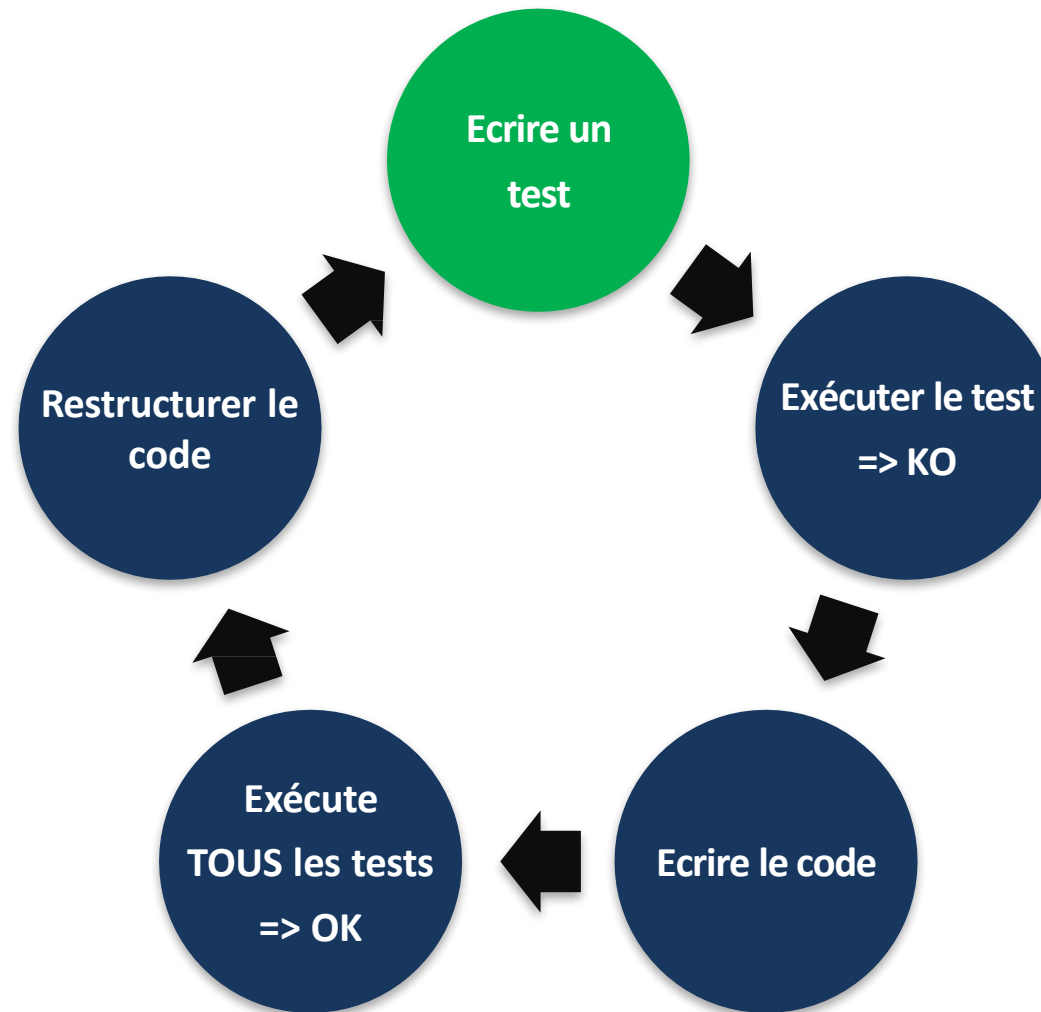 Ecrire un
test
Exécuter le test
=> KO
Ecrire le code
Exécute
TOUS les tests
=> OK
Restructurer le
code